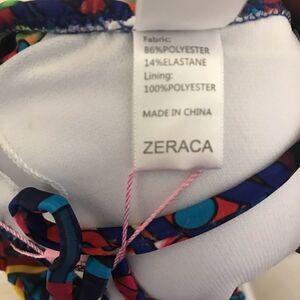 Fabric:
86%POLYESTER
14%ELASTANE
Lining:
100%POLYESTER
MADE IN CHINA
ZERACA